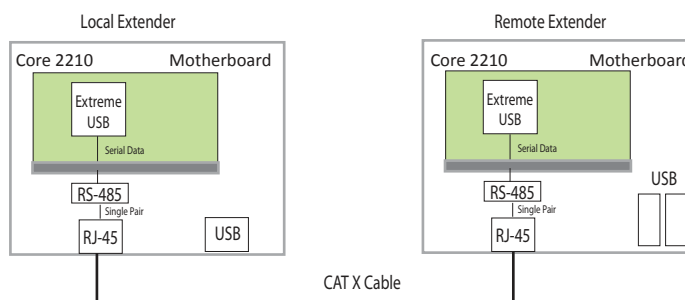 Local Extender
Core 2210
Motherboard
Extreme
USB
Serial Data
RS-485
Single Pair
RJ-45
USB
CAT X Cable
Remote Extender
Core 2210
Motherboard
Extreme
USB
Serial Data
RS-485
Single Pair
RJ-45
USB